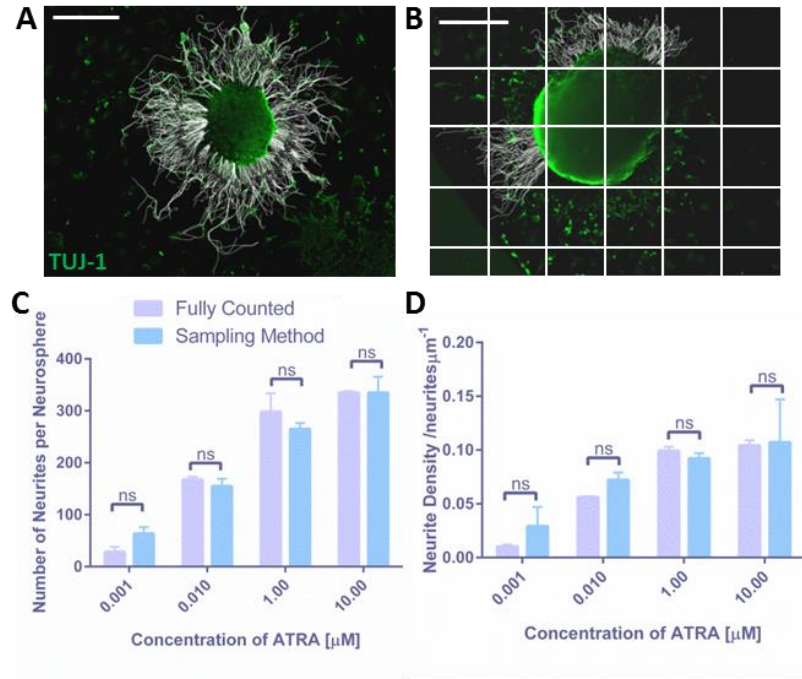 A
B
TUJ-1
C
Fully Counted
Sampling Method
Number of Neurites per Neurosphere
400
300
200
100
0
ns
ns
ns
ns
0.001
0.010
1.00
10.00
Concentration of ATRA [μM]
D
Neurite Density /neuritesμm⁻¹
0.20
0.15
0.10
0.05
0.00
ns
ns
ns
ns
0.001
0.010
1.00
10.00
Concentration of ATRA [μM]